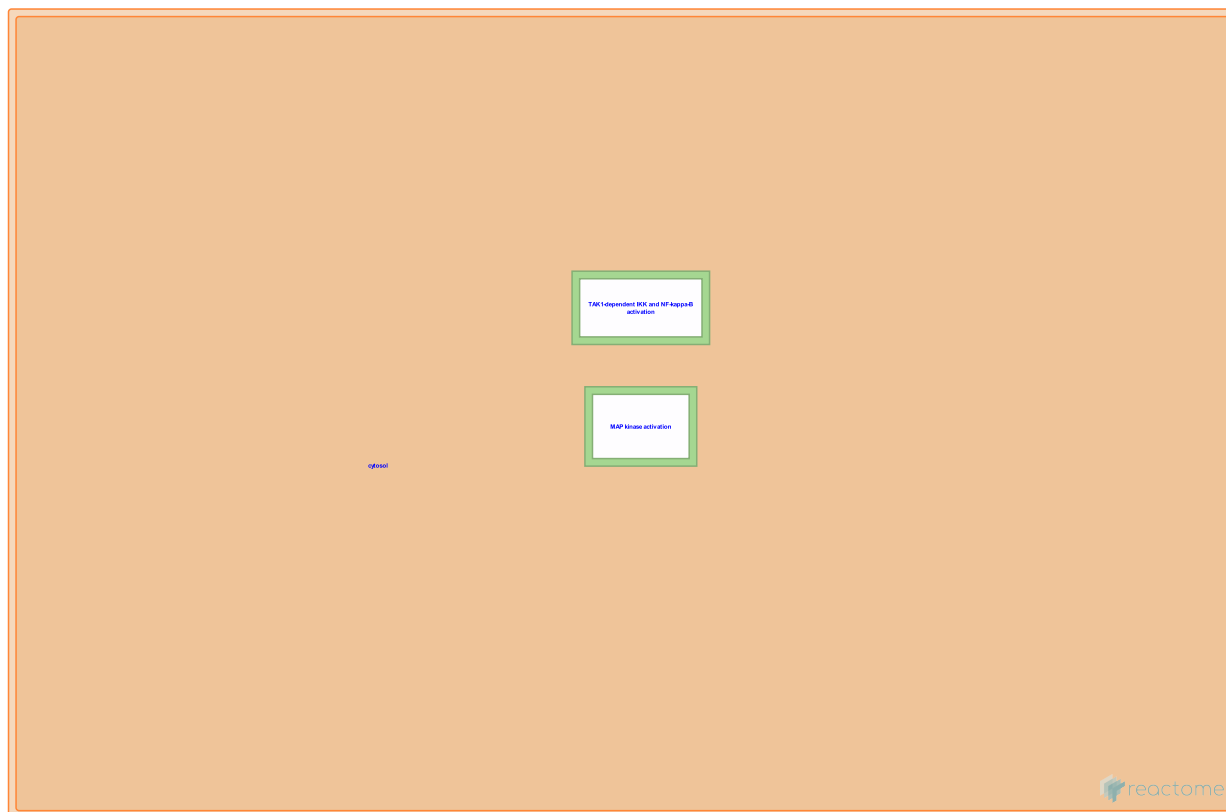 TAK1-dependent IKK and NF-kappa-B
activation
MAP kinase activation
cytosol
reactome